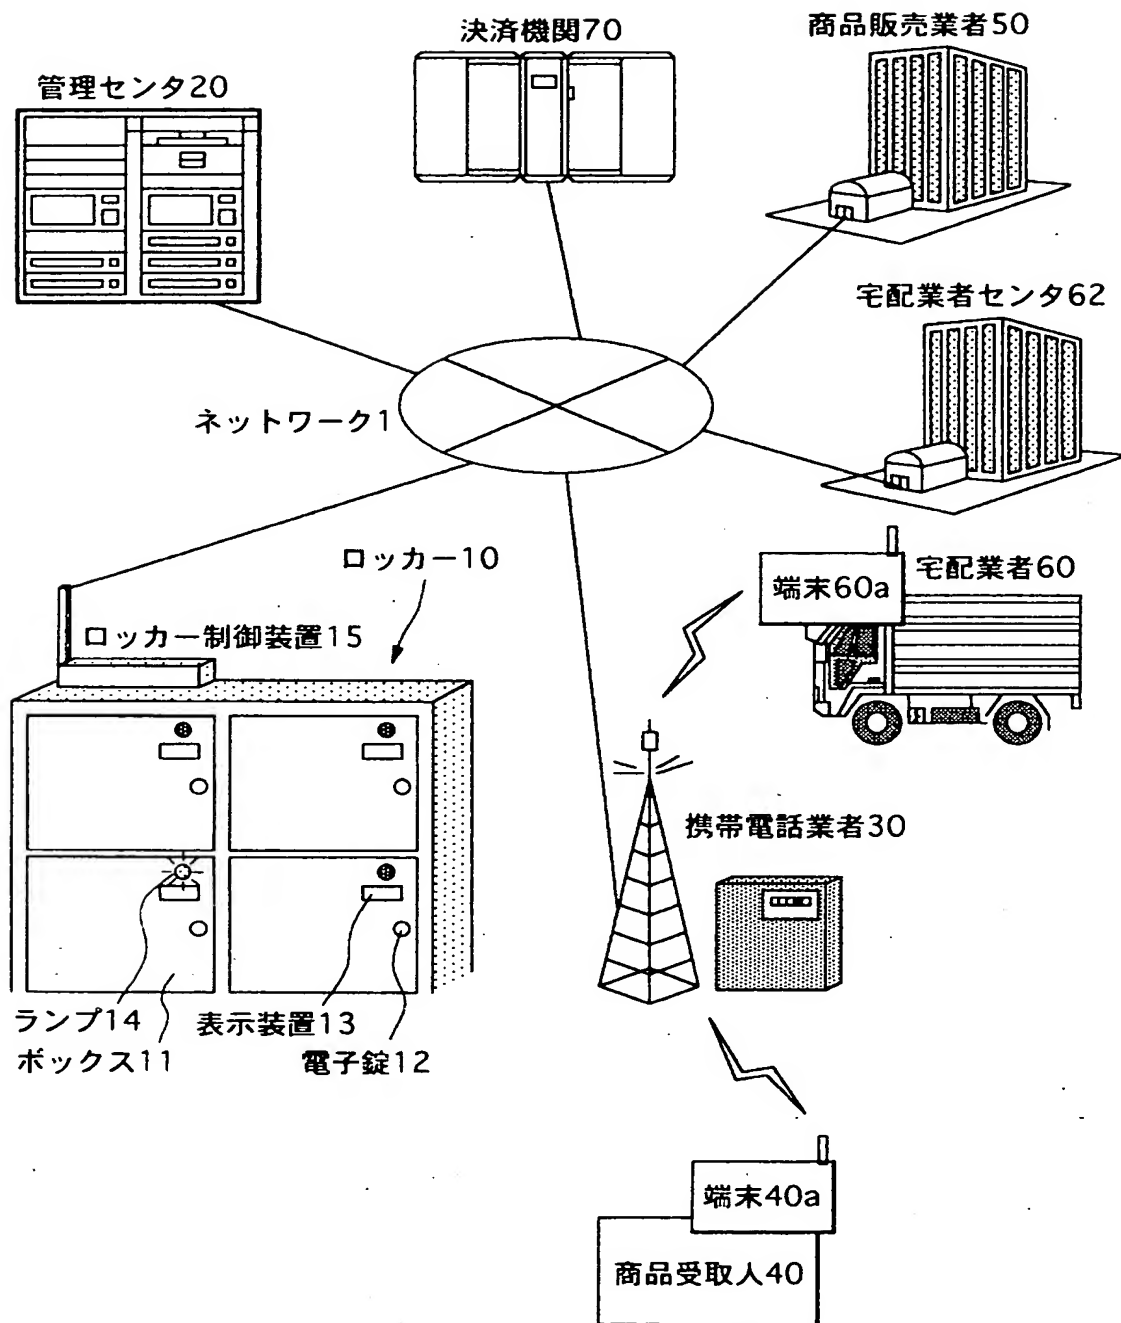 決済機関70
商品販売業者50
管理センタ20
宅配業者センタ62
ネットワーク1
ロッカー10
端末60a
宅配業者60
ロッカー制御装置15
携帯電話業者30
ランプ14
表示装置13
ボックス11
電子錠12
端末40a
商品受取人40